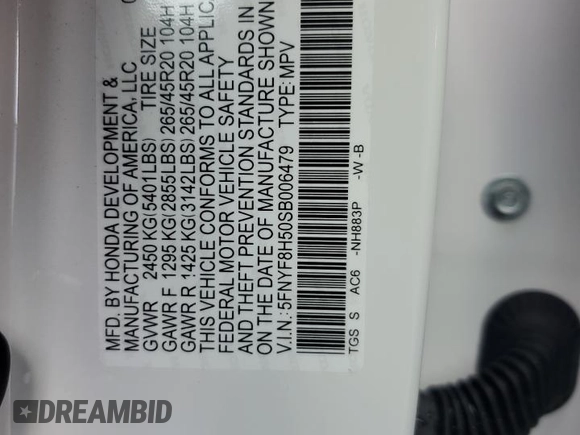 MFD. BY HONDA DEVELOPMENT &
MANUFACTURING OF AMERICA, LLC
GVWR 2450 KG(5401LBS) TIRE SIZE
GAWR F 1295 KG(2855LBS) 265/45R20 104H
GAWR R 1425 KG(3142LBS) 265/45R20 104H
THIS VEHICLE CONFORMS TO ALL APPLIC
FEDERAL MOTOR VEHICLE SAFETY
AND THEFT PREVENTION STANDARDS IN
ON THE DATE OF MANUFACTURE SHOWN
V.I.N.: 5FNYF8H50SB006479 TYPE: MPV
TGS S AC6 -NH883P -W -B
DREAMBID